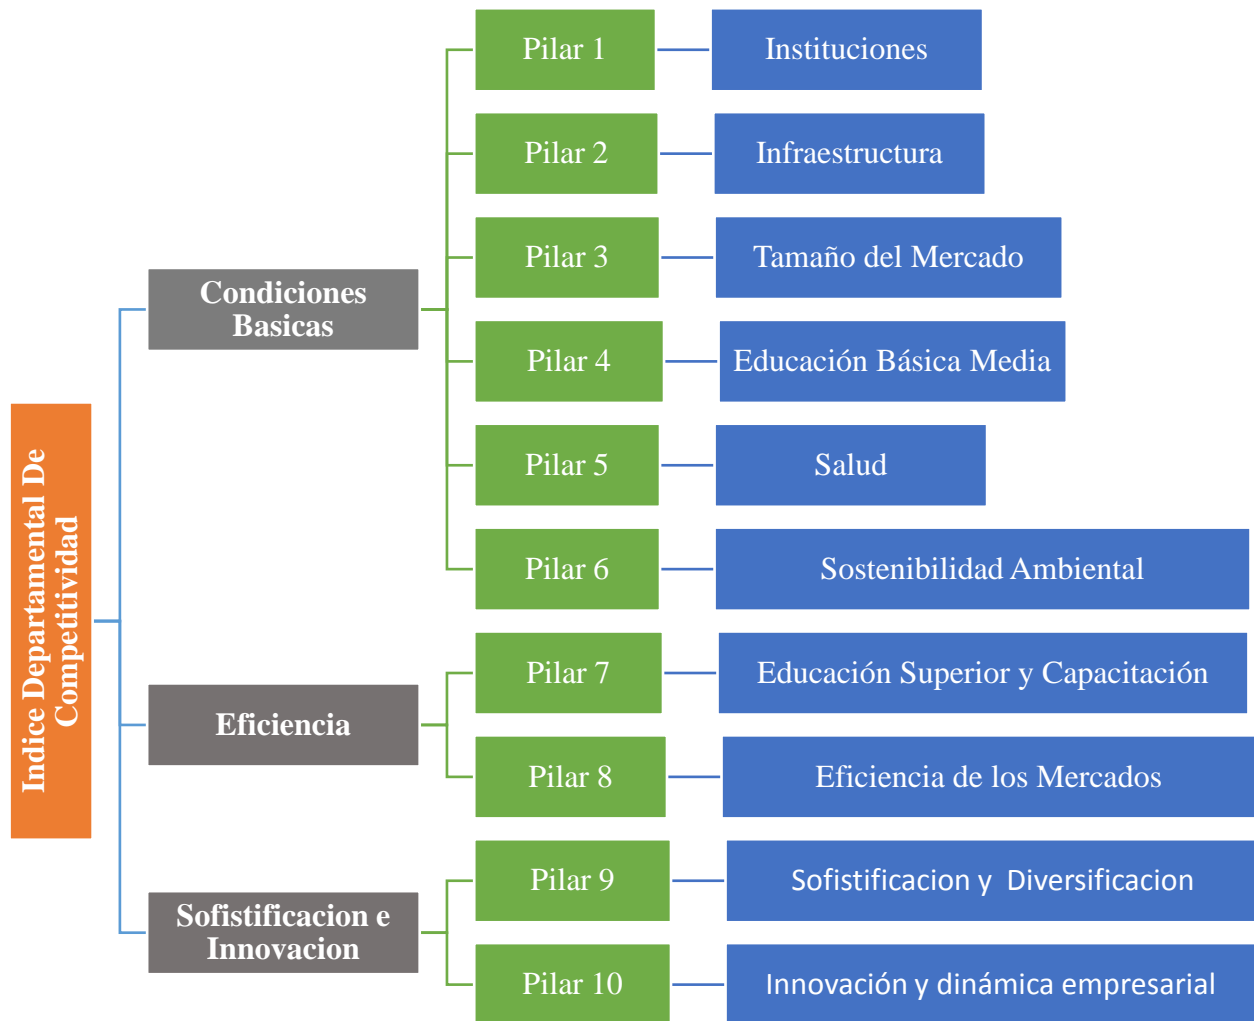 Indice Departamental De
Competitividad
Condiciones
Basicas
Pilar 1
Instituciones
Pilar 2
Infraestructura
Pilar 3
Tamaño del Mercado
Pilar 4
Educación Básica Media
Pilar 5
Salud
Pilar 6
Sostenibilidad Ambiental
Eficiencia
Pilar 7
Educación Superior y Capacitación
Pilar 8
Eficiencia de los Mercados
Sofistificacion e
Innovacion
Pilar 9
Sofistificacion y Diversificacion
Pilar 10
Innovación y dinámica empresarial